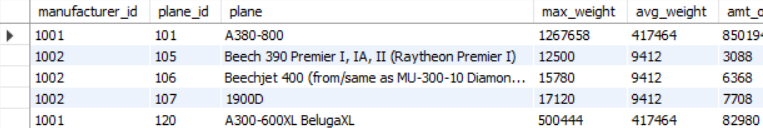 manufacturer_id plane_id plane max_weight avg_weight amt_o
1001 101 A380-800 1267658 417464 850194
1002 105 Beech 390 Premier I, IA, II (Raytheon Premier I) 12500 9412 3088
1002 106 Beechjet 400 (from/same as MU-300-10 Diamon... 15780 9412 6368
1002 107 1900D 17120 9412 7708
1001 120 A300-600XL BelugaXL 500444 417464 82980